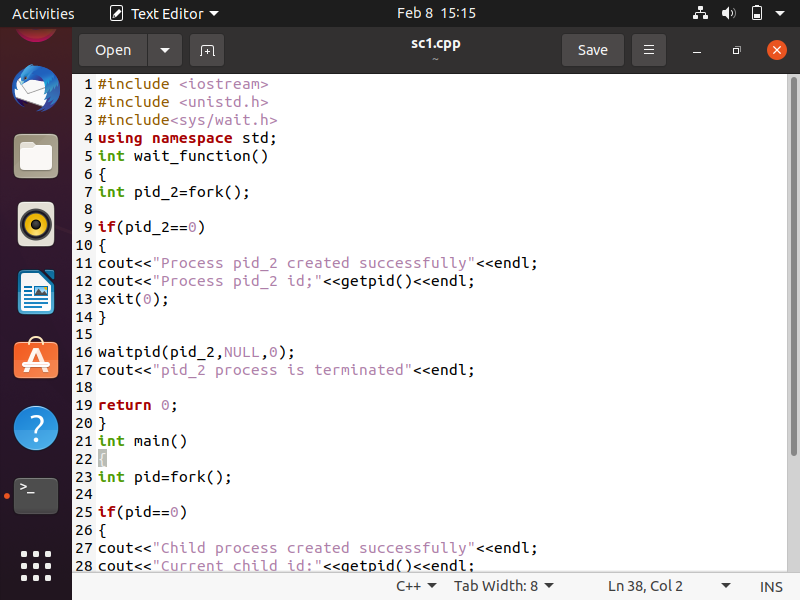 Activities
Text Editor
Feb 8 15:15
Open
sc1.cpp
~
Save
1 #include <iostream>
2 #include <unistd.h>
3 #include<sys/wait.h>
4 using namespace std;
5 int wait_function()
6 {
7 int pid_2=fork();
8
9 if(pid_2==0)
10 {
11 cout<<"Process pid_2 created successfully"<<endl;
12 cout<<"Process pid_2 id;"<<getpid()<<endl;
13 exit(0);
14 }
15
16 waitpid(pid_2,NULL,0);
17 cout<<"pid_2 process is terminated"<<endl;
18
19 return 0;
20 }
21 int main()
22 {
23 int pid=fork();
24
25 if(pid==0)
26 {
27 cout<<"Child process created successfully"<<endl;
28 cout<<"Current child id:"<<getpid()<<endl;
C++
Tab Width: 8
Ln 38, Col 2
INS